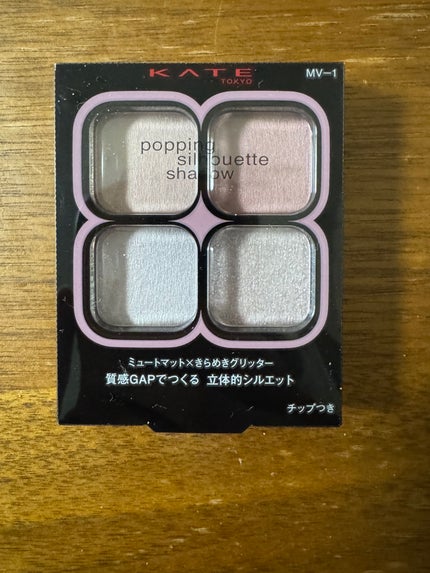 KATE
TOKYO
MV-1
popping
silhouette
shadow
ミュートマット×きらめきグリッター
質感GAPでつくる 立体的シルエット
チップつき